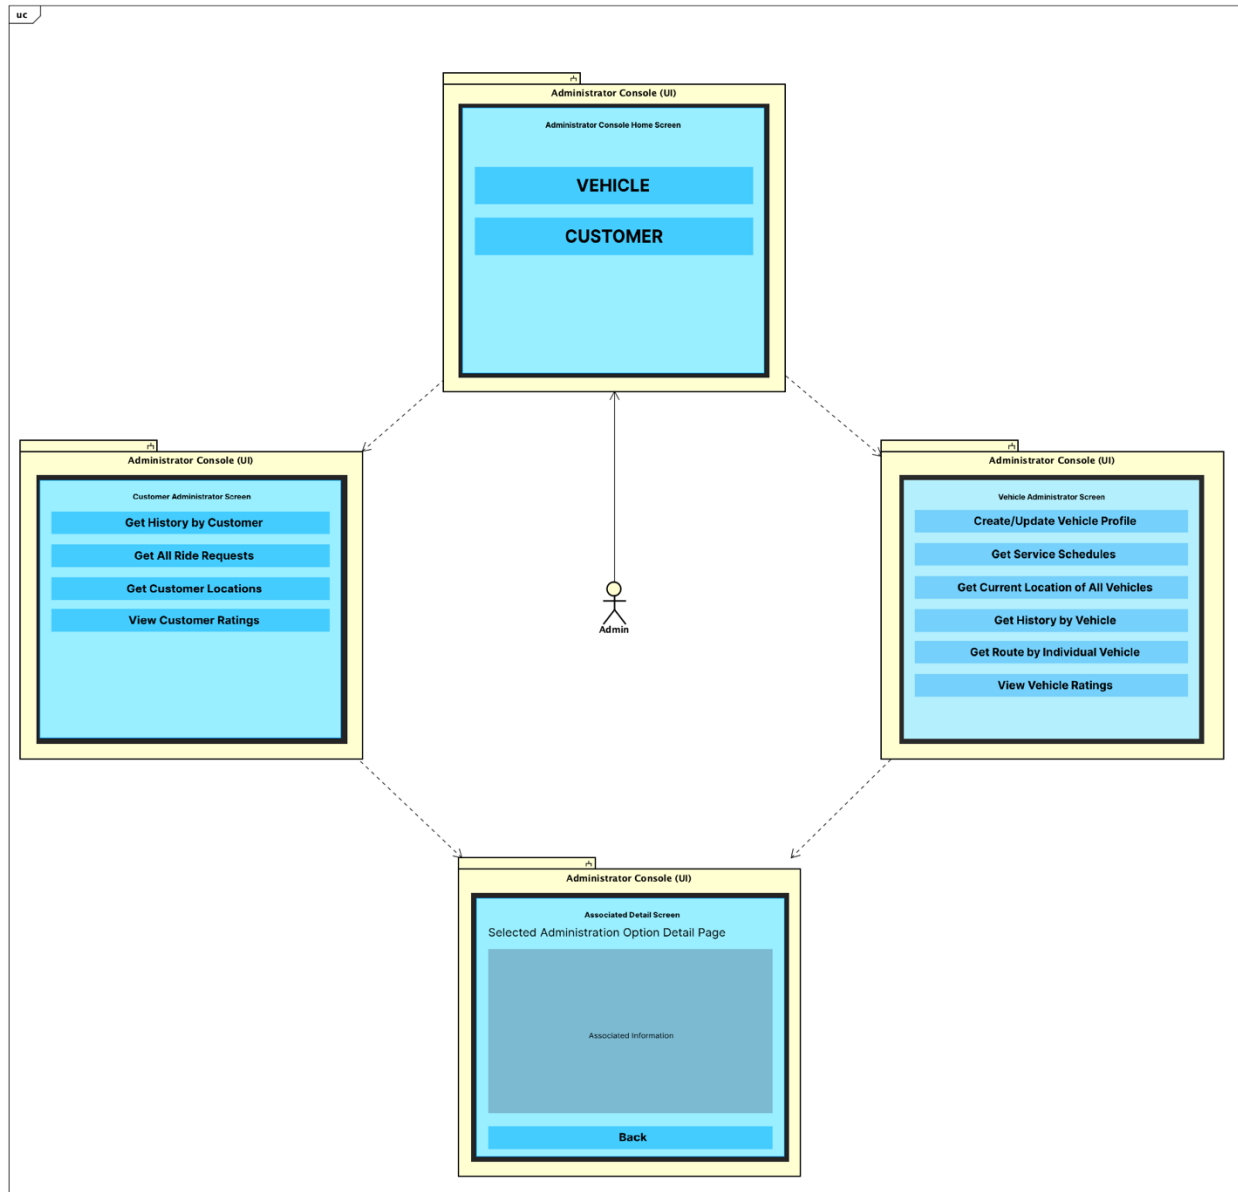 uc
Administrator Console (UI)
Administrator Console Home Screen
VEHICLE
CUSTOMER
Administrator Console (UI)
Customer Administrator Screen
Get History by Customer
Get All Ride Requests
Get Customer Locations
View Customer Ratings
Admin
Administrator Console (UI)
Vehicle Administrator Screen
Create/Update Vehicle Profile
Get Service Schedules
Get Current Location of All Vehicles
Get History by Vehicle
Get Route by Individual Vehicle
View Vehicle Ratings
Administrator Console (UI)
Associated Detail Screen
Selected Administration Option Detail Page
Associated Information
Back